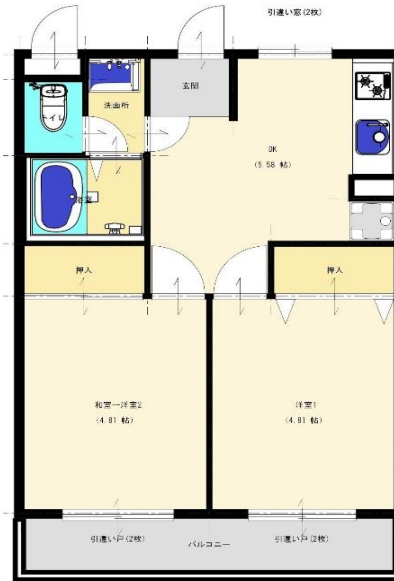 引違い窓(2枚)
玄関
洗面所
トイレ
DK
(5.58 帖)
浴室
押入
押入
和室→洋室2
(4.81 帖)
洋室1
(4.81 帖)
引違い戸(2枚)
バルコニー
引違い戸(2枚)